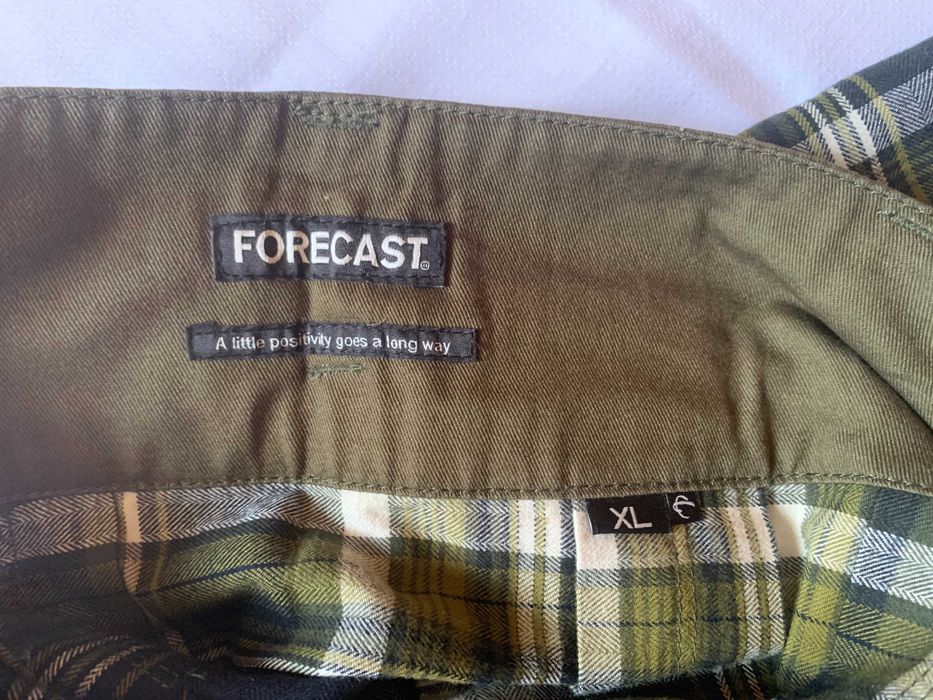 FORECAST
A little positivity goes a long way
XL